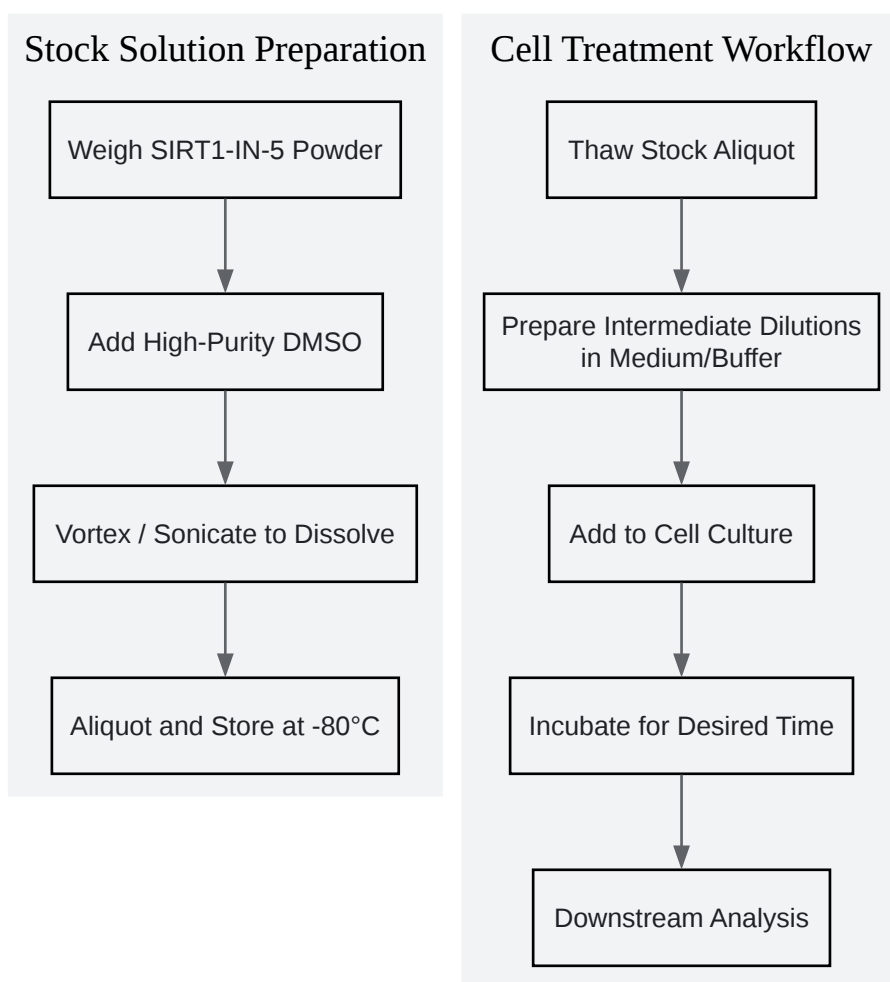 Stock Solution Preparation
Weigh SIRT1-IN-5 Powder
Add High-Purity DMSO
Vortex / Sonicate to Dissolve
Aliquot and Store at -80°C
Cell Treatment Workflow
Thaw Stock Aliquot
Prepare Intermediate Dilutions
in Medium/Buffer
Add to Cell Culture
Incubate for Desired Time
Downstream Analysis